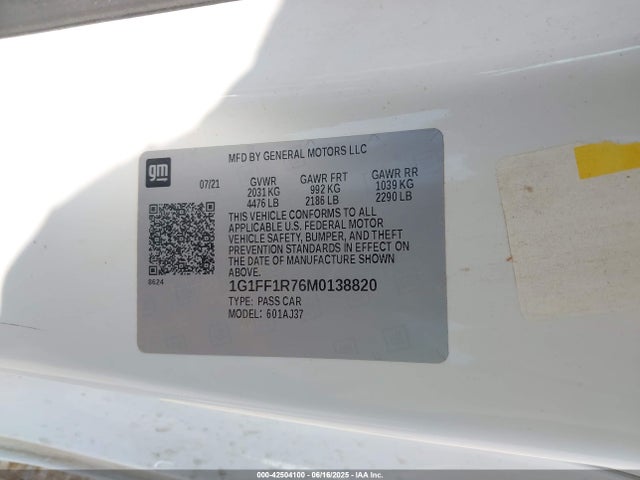 gm
MFD BY GENERAL MOTORS LLC
07/21 GVWR GAWR FRT GAWR RR
2031 KG 992 KG 1039 KG
4476 LB 2186 LB 2290 LB
THIS VEHICLE CONFORMS TO ALL
APPLICABLE U.S. FEDERAL MOTOR
VEHICLE SAFETY, BUMPER, AND THEFT
PREVENTION STANDARDS IN EFFECT ON
THE DATE OF MANUFACTURE SHOWN
ABOVE.
8624
1G1FF1R76M0138820
TYPE: PASS CAR
MODEL: 601AJ37
000-42504100 - 06/16/2025 - IAA, Inc.